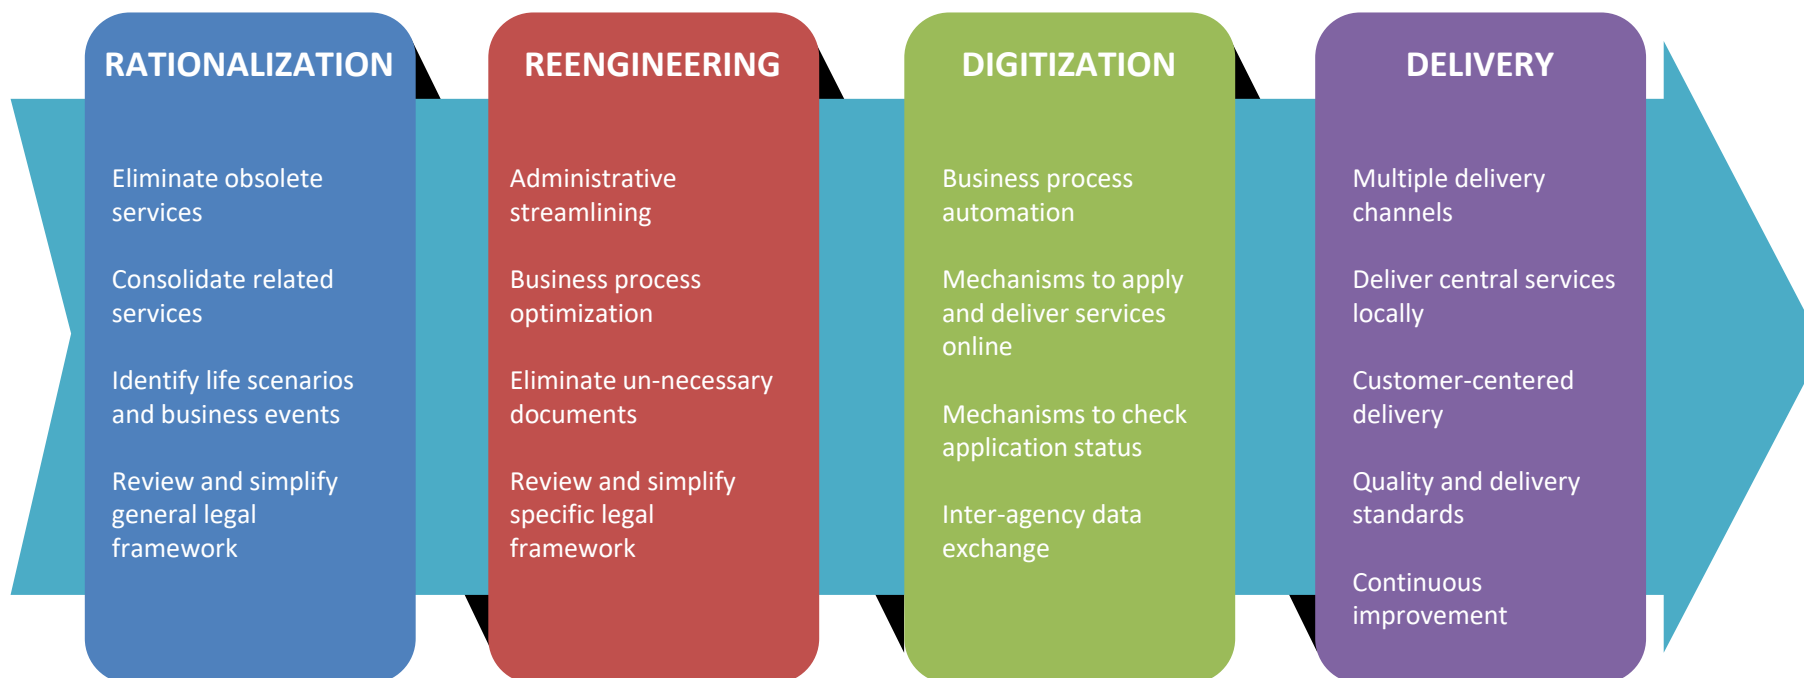 RATIONALIZATION
Eliminate obsolete
services
Consolidate related
services
Identify life scenarios
and business events
Review and simplify
general legal
framework
REENGINEERING
Administrative
streamlining
Business process
optimization
Eliminate un-necessary
documents
Review and simplify
specific legal
framework
DIGITIZATION
Business process
automation
Mechanisms to apply
and deliver services
online
Mechanisms to check
application status
Inter-agency data
exchange
DELIVERY
Multiple delivery
channels
Deliver central services
locally
Customer-centered
delivery
Quality and delivery
standards
Continuous
improvement